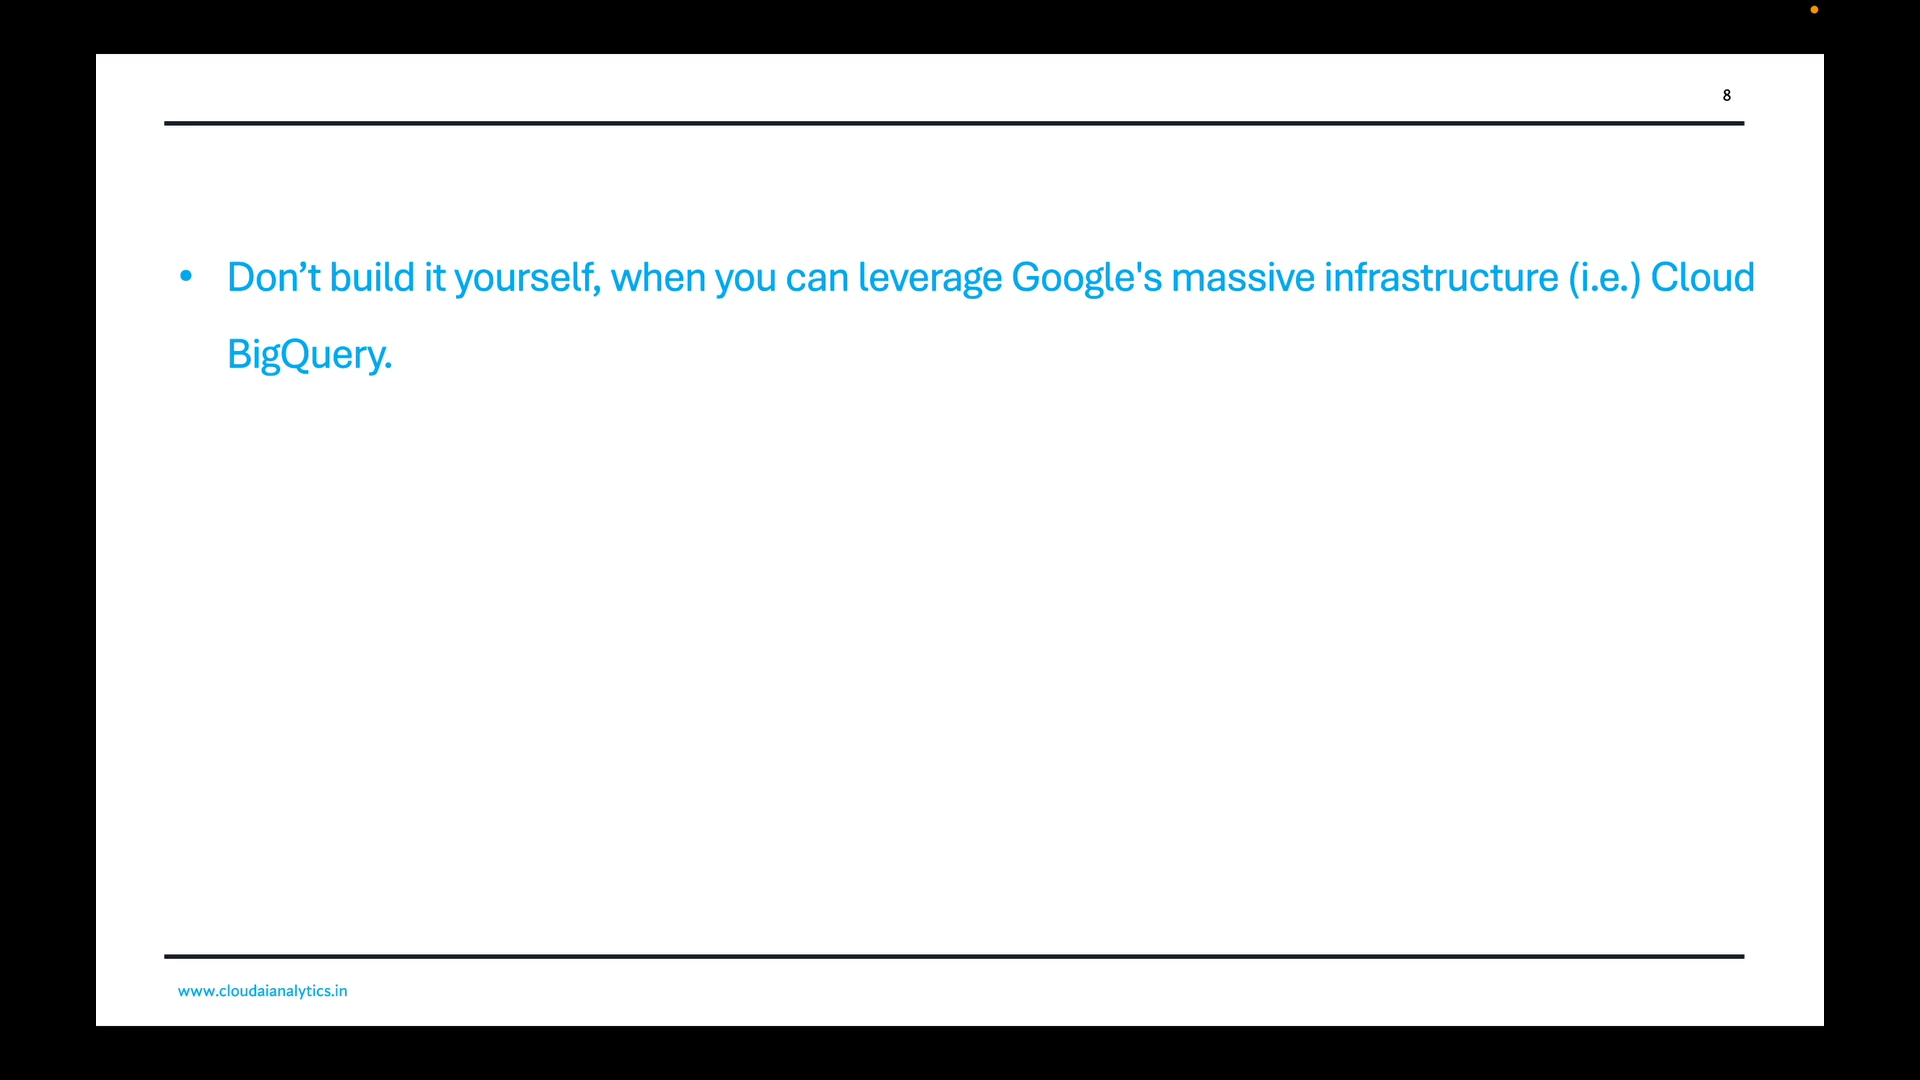 8
• Don’t build it yourself, when you can leverage Google's massive infrastructure (i.e.) Cloud
BigQuery.
www.cloudaianalytics.in